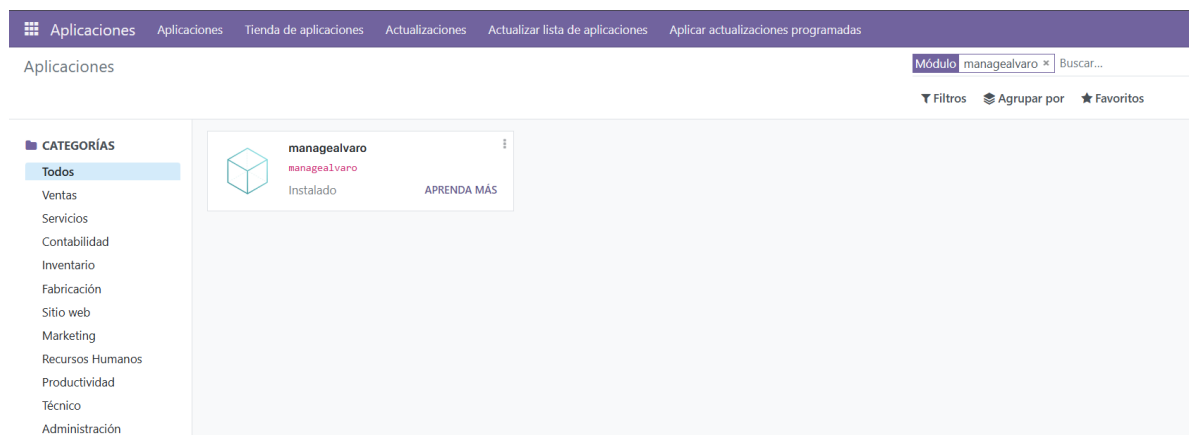 Aplicaciones Aplicaciones Tienda de aplicaciones Actualizaciones Actualizar lista de aplicaciones Aplicar actualizaciones programadas
Aplicaciones
Módulo managealvaro × Buscar...
Filtros Agrupar por Favoritos
CATEGORÍAS
Todos
Ventas
Servicios
Contabilidad
Inventario
Fabricación
Sitio web
Marketing
Recursos Humanos
Productividad
Técnico
Administración
managealvaro
managealvaro
Instalado APRENDA MÁS